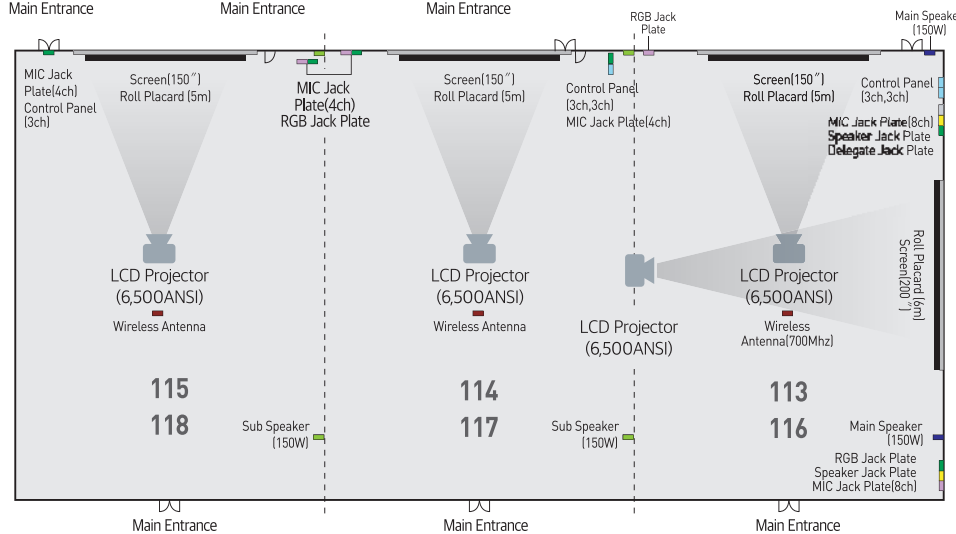 Main Entrance
Main Entrance
Main Entrance
RGB Jack
Plate
Main Speake
(150W)
MIC Jack
Plate(4ch)
Control Panel
(3ch)
Screen(150˝)
Roll Placard (5m)
MIC Jack
Plate(4ch)
RGB Jack Plate
Screen(150˝)
Roll Placard (5m)
Control Panel
(3ch,3ch)
MIC Jack Plate(4ch)
Screen(150˝)
Roll Placard (5m)
Control Panel
(3ch,3ch)
MIC Jack Plate(8ch)
Speaker Jack Plate
Delegate Jack Plate
Roll Placard (6m)
Screen(200˝)
LCD Projector
(6,500ANSI)
Wireless Antenna
LCD Projector
(6,500ANSI)
Wireless Antenna
LCD Projector
(6,500ANSI)
LCD Projector
(6,500ANSI)
Wireless
Antenna(700Mhz)
115
118
114
117
113
116
Sub Speaker
(150W)
Sub Speaker
(150W)
Main Speaker
(150W)
RGB Jack Plate
Speaker Jack Plate
MIC Jack Plate(8ch)
Main Entrance
Main Entrance
Main Entrance